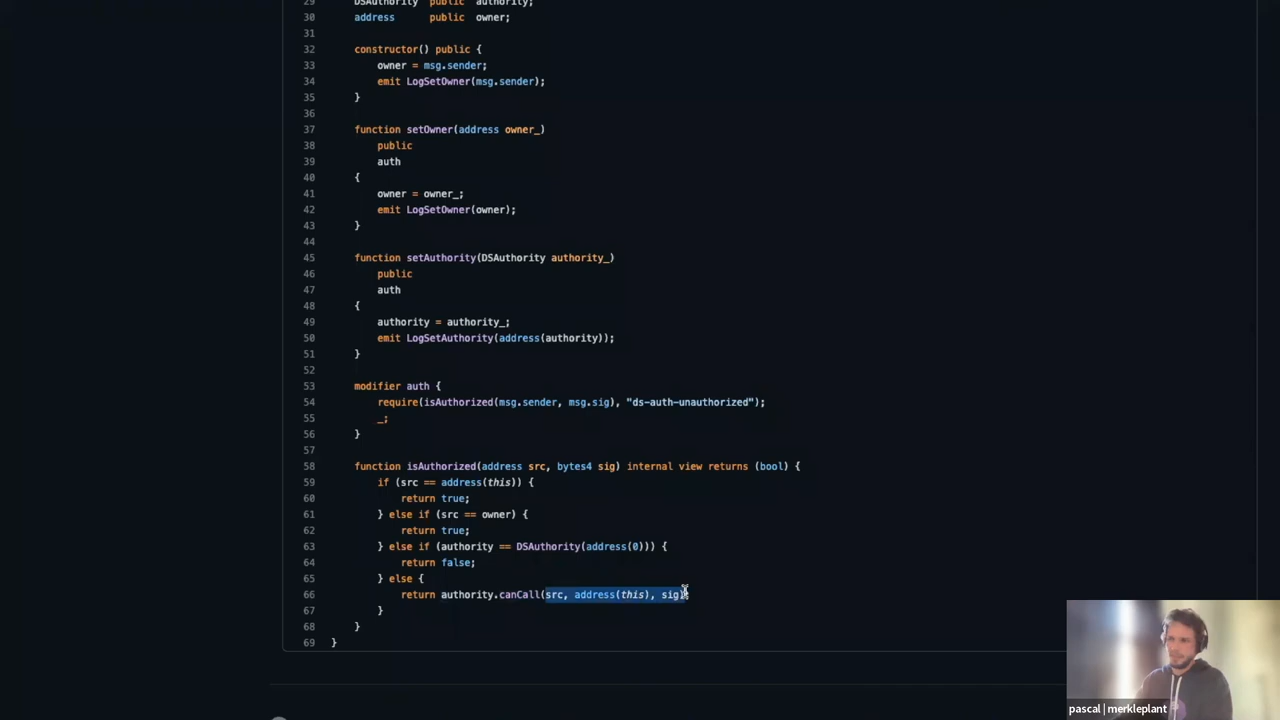 29 DSAuthority public authority;
30 address public owner;
31
32 constructor() public {
33 owner = msg.sender;
34 emit LogSetOwner(msg.sender);
35 }
36
37 function setOwner(address owner_)
38 public
39 auth
40 {
41 owner = owner_;
42 emit LogSetOwner(owner);
43 }
44
45 function setAuthority(DSAuthority authority_)
46 public
47 auth
48 {
49 authority = authority_;
50 emit LogSetAuthority(address(authority));
51 }
52
53 modifier auth {
54 require(isAuthorized(msg.sender, msg.sig), "ds-auth-unauthorized");
55 _;
56 }
57
58 function isAuthorized(address src, bytes4 sig) internal view returns (bool) {
59 if (src == address(this)) {
60 return true;
61 } else if (src == owner) {
62 return true;
63 } else if (authority == DSAuthority(address(0))) {
64 return false;
65 } else {
66 return authority.canCall(src, address(this), sig);
67 }
68 }
69 }
pascal | merkleplant